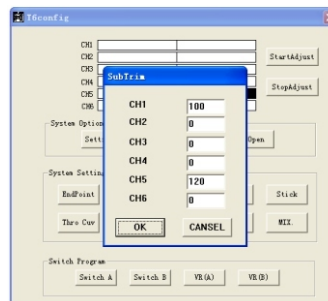 T6config
CH1
CH2
StartAdjust
CH3
CH4
StopAdjust
CH5
CH6
SubTrim
CH1 100
CH2 0
CH3 0
CH4 0
CH5 120
CH6 0
OK CANSEL
System Optio
Sett
Open
System Settin
EndPoint
Stick
Thro Cuv
MIX.
Switch Program
Switch A Switch B VR(A) VR(B)